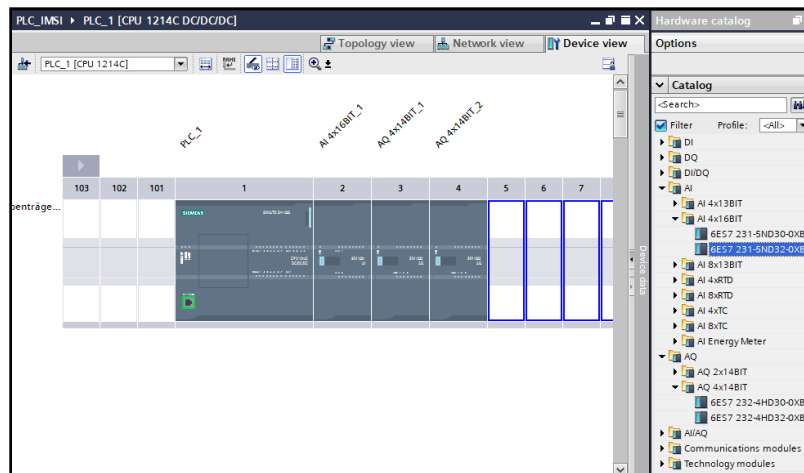 PLC_IMSI ▸ PLC_1 [CPU 1214C DC/DC/DC]
Hardware catalog
Topology view
Network view
Device view
Options
PLC_1 [CPU 1214C]
Catalog
<Search>
Filter
Profile:
<All>
PLC_1
AI 4x16BIT_1
AQ 4x14BIT_1
AQ 4x14BIT_2
103
102
101
1
2
3
4
5
6
7
enträge...
SIEMENS
Device data
DI
DQ
DI/DQ
AI
AI 4x13BIT
AI 4x16BIT
6ES7 231-5ND30-0XB
6ES7 231-5ND32-0XB
AI 8x13BIT
AI 4xRTD
AI 8xRTD
AI 4xTC
AI 8xTC
AI Energy Meter
AQ
AQ 2x14BIT
AQ 4x14BIT
6ES7 232-4HD30-0XB
6ES7 232-4HD32-0XB
AI/AQ
Communications modules
Technology modules